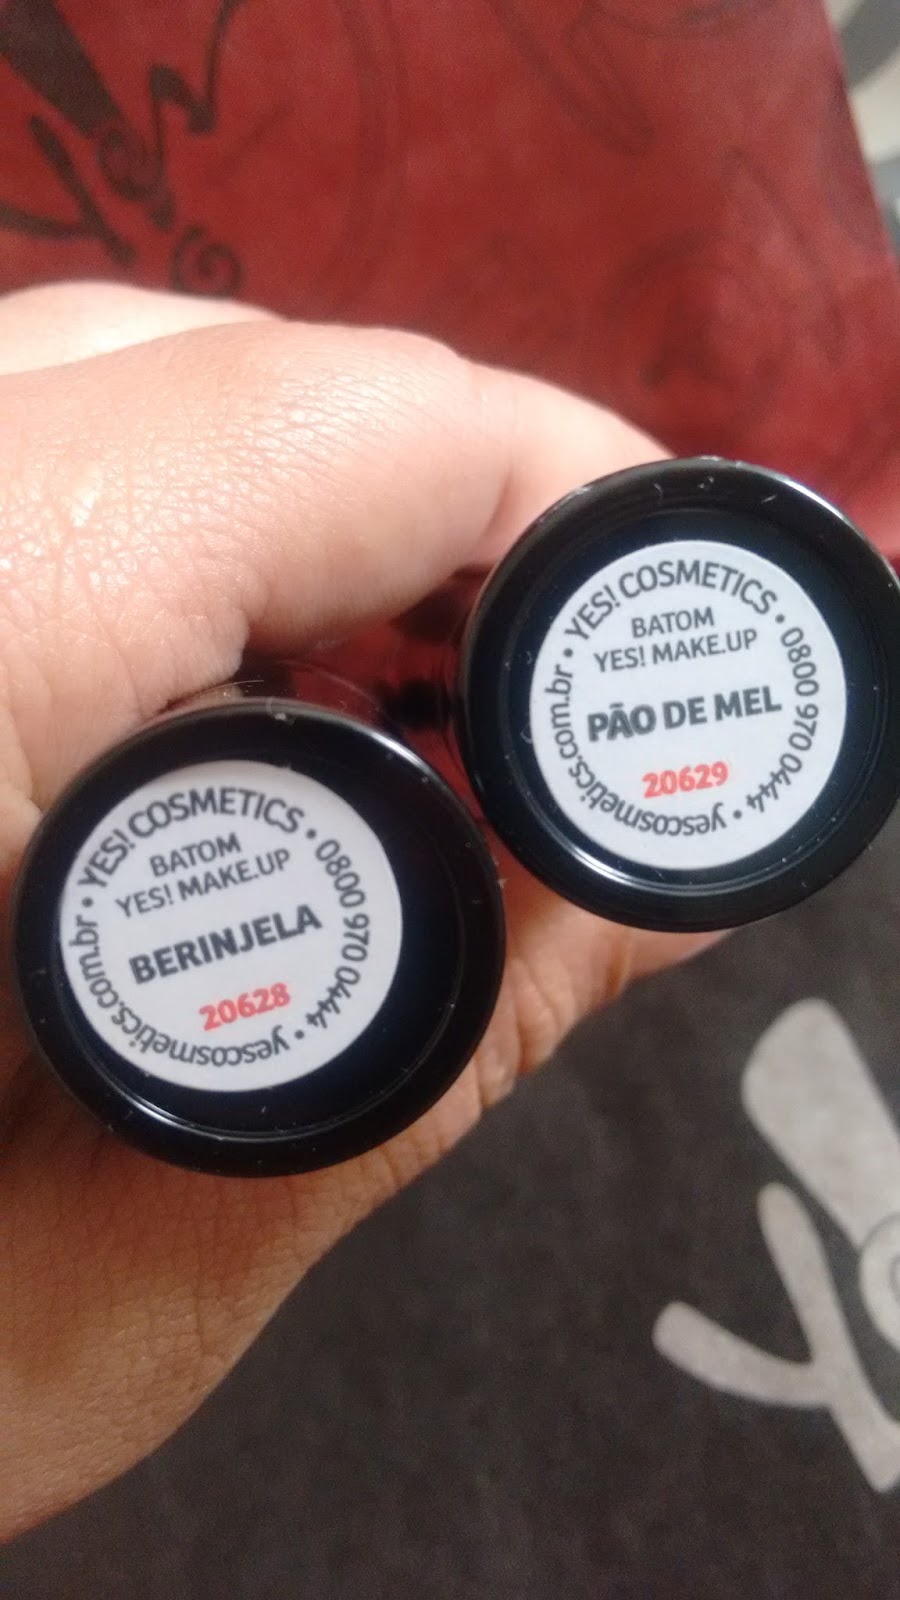 YES! COSMETICS • 0800 970 0444 • yescosmetics.com.br •
BATOM
YES! MAKE.UP
BERINJELA
20628
YES! COSMETICS • 0800 970 0444 • yescosmetics.com.br •
BATOM
YES! MAKE.UP
PÃO DE MEL
20629